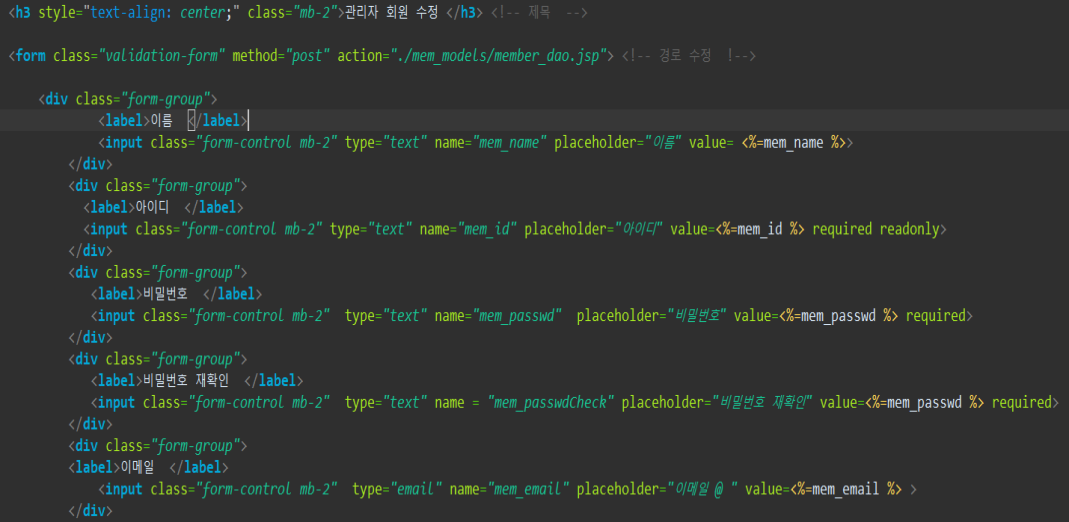 <h3 style="text-align: center;" class="mb-2">관리자 회원 수정 </h3> <!-- 제목  -->
<form class="validation-form" method="post" action="./mem_models/member_dao.jsp"> <!-- 경로 수정  !-->
<div class="form-group">
<label>이름  </label>
<input class="form-control mb-2" type="text" name="mem_name" placeholder="이름" value= <%=mem_name %>>
</div>
<div class="form-group">
<label>아이디  </label>
<input class="form-control mb-2" type="text" name="mem_id" placeholder="아이디" value=<%=mem_id %> required readonly>
</div>
<div class="form-group">
<label>비밀번호  </label>
<input class="form-control mb-2"  type="text" name="mem_passwd"  placeholder="비밀번호" value=<%=mem_passwd %> required>
</div>
<div class="form-group">
<label>비밀번호 재확인  </label>
<input class="form-control mb-2"  type="text" name = "mem_passwdCheck" placeholder="비밀번호 재확인" value=<%=mem_passwd %> required>
</div>
<div class="form-group">
<label>이메일  </label>
<input class="form-control mb-2"  type="email" name="mem_email" placeholder="이메일 @ " value=<%=mem_email %> >
</div>